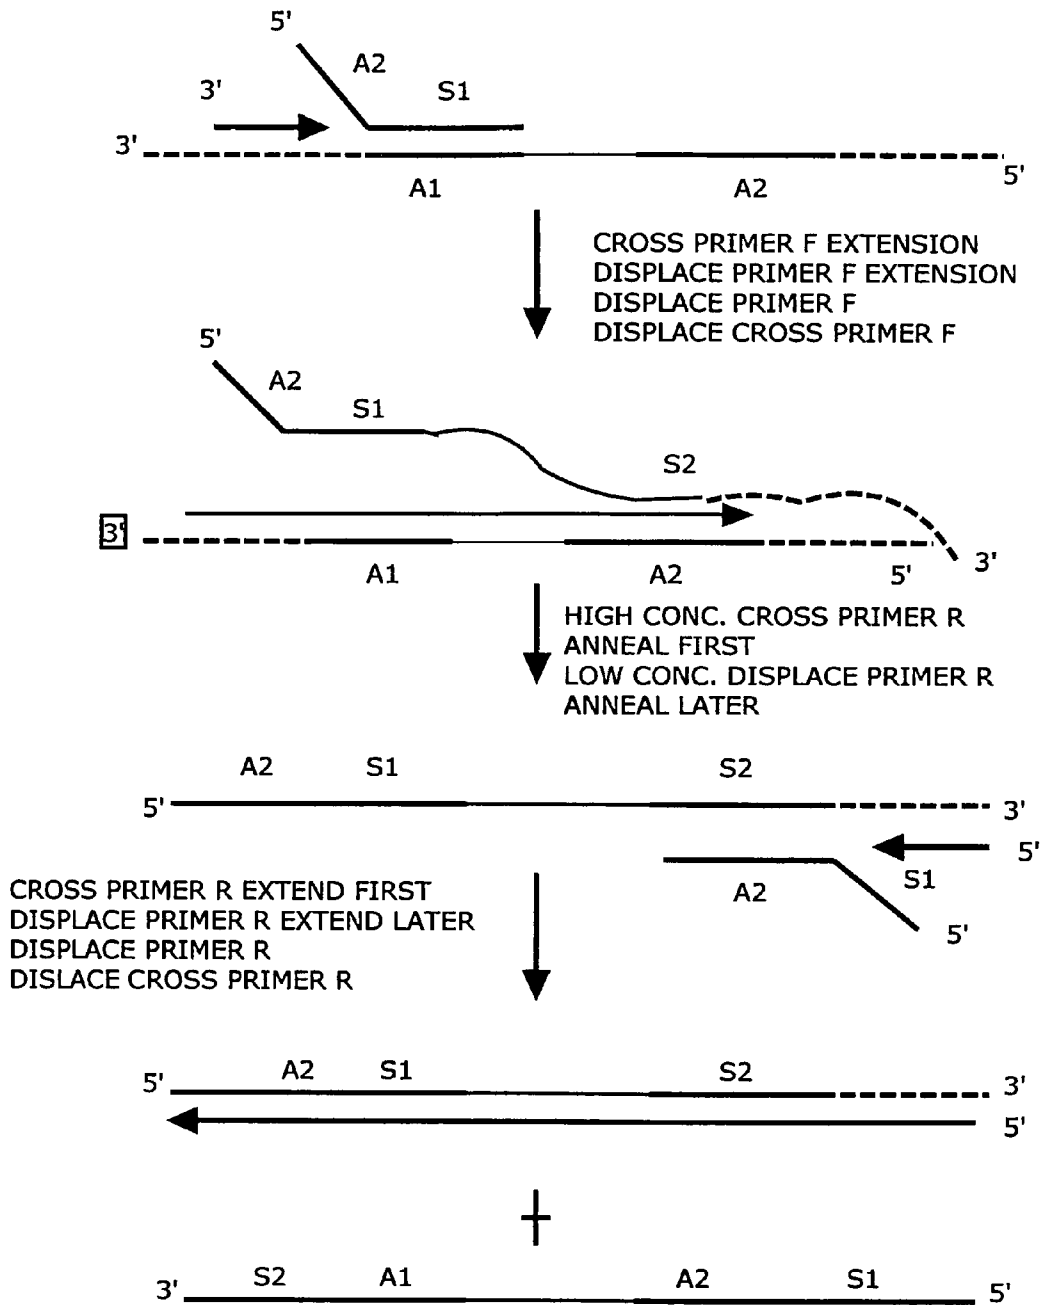 5'
A2
3'
S1
3'
5'
A1
A2
CROSS PRIMER F EXTENSION
DISPLACE PRIMER F EXTENSION
DISPLACE PRIMER F
DISPLACE CROSS PRIMER F
5'
A2
S1
S2
3'
3'
A1
A2
5'
HIGH CONC. CROSS PRIMER R
ANNEAL FIRST
LOW CONC. DISPLACE PRIMER R
ANNEAL LATER
A2
S1
S2
5'
3'
5'
A2
S1
5'
CROSS PRIMER R EXTEND FIRST
DISPLACE PRIMER R EXTEND LATER
DISPLACE PRIMER R
DISLACE CROSS PRIMER R
A2
S1
S2
5'
3'
5'
S2
A1
A2
S1
3'
5'